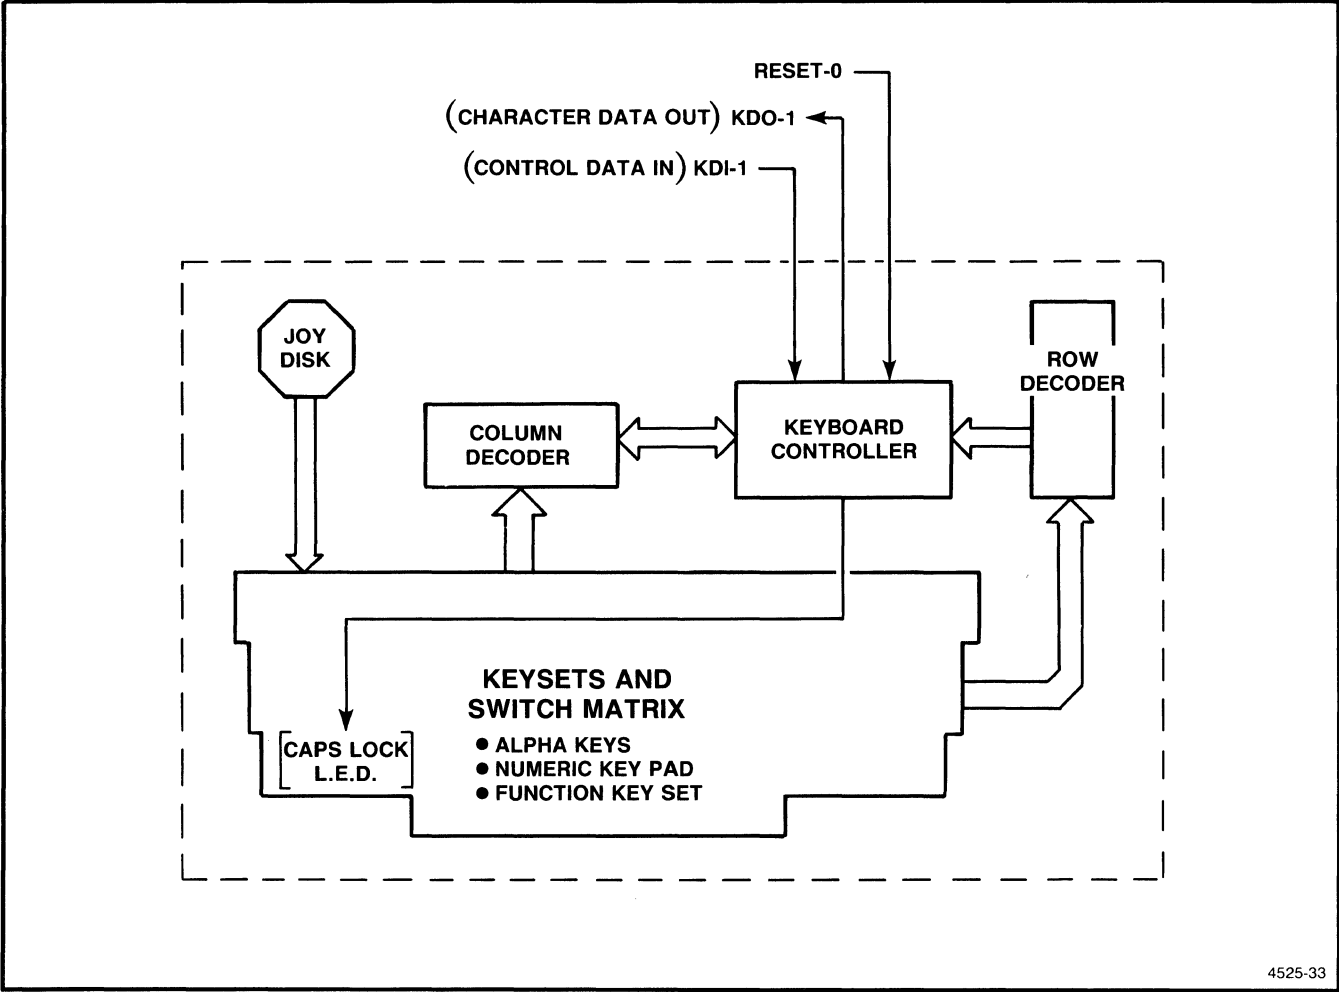 RESET-0
(CHARACTER DATA OUT) KDO-1
(CONTROL DATA IN) KDI-1
JOY
DISK
ROW
DECODER
COLUMN
DECODER
KEYBOARD
CONTROLLER
KEYSETS AND
SWITCH MATRIX
● ALPHA KEYS
● NUMERIC KEY PAD
● FUNCTION KEY SET
[CAPS LOCK
L.E.D.]
4525-33